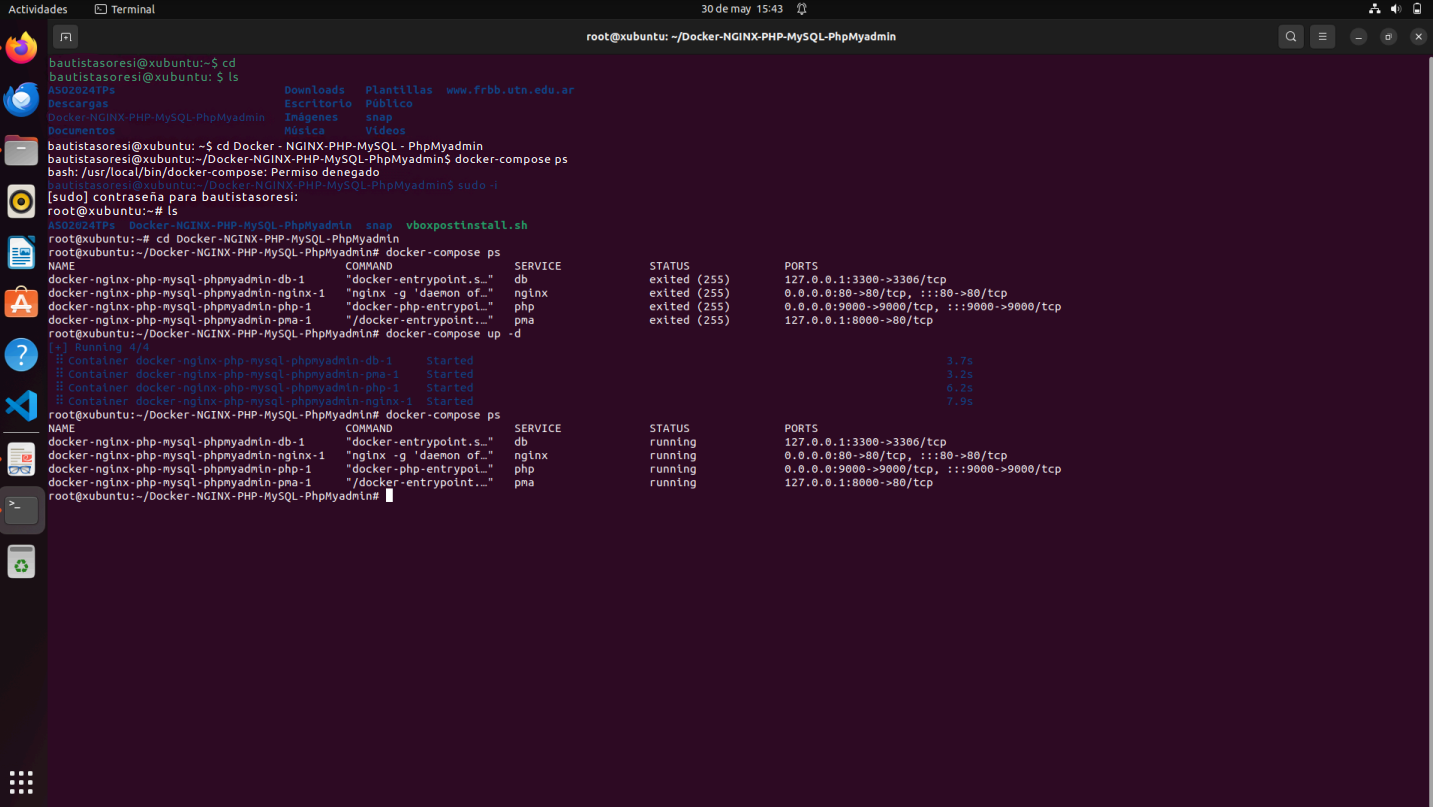 Actividades Terminal 30 de may 15:43
root@xubuntu: ~/Docker-NGINX-PHP-MySQL-PhpMyadmin
bautistasoresi@xubuntu:~$ cd
bautistasoresi@xubuntu: $ ls
ASO2024TPs Downloads Plantillas www.frbb.utn.edu.ar
Descargas Escritorio Público
Docker-NGINX-PHP-MySQL-PhpMyadmin Imágenes snap
Documentos Música Vídeos
bautistasoresi@xubuntu: ~$ cd Docker - NGINX-PHP-MySQL - PhpMyadmin
bautistasoresi@xubuntu:~/Docker-NGINX-PHP-MySQL-PhpMyadmin$ docker-compose ps
bash: /usr/local/bin/docker-compose: Permiso denegado
bautistasoresi@xubuntu:~/Docker-NGINX-PHP-MySQL-PhpMyadmin$ sudo -i
[sudo] contraseña para bautistasoresi:
root@xubuntu:~# ls
ASO2024TPs Docker-NGINX-PHP-MySQL-PhpMyadmin snap vboxpostinstall.sh
root@xubuntu:~# cd Docker-NGINX-PHP-MySQL-PhpMyadmin
root@xubuntu:~/Docker-NGINX-PHP-MySQL-PhpMyadmin# docker-compose ps
NAME COMMAND SERVICE STATUS PORTS
docker-nginx-php-mysql-phpmyadmin-db-1 "docker-entrypoint.s…" db exited (255) 127.0.0.1:3300->3306/tcp
docker-nginx-php-mysql-phpmyadmin-nginx-1 "nginx -g 'daemon of…" nginx exited (255) 0.0.0.0:80->80/tcp, :::80->80/tcp
docker-nginx-php-mysql-phpmyadmin-php-1 "docker-php-entrypoi…" php exited (255) 0.0.0.0:9000->9000/tcp, :::9000->9000/tcp
docker-nginx-php-mysql-phpmyadmin-pma-1 "/docker-entrypoint.…" pma exited (255) 127.0.0.1:8000->80/tcp
root@xubuntu:~/Docker-NGINX-PHP-MySQL-PhpMyadmin# docker-compose up -d
[+] Running 4/4
⠿ Container docker-nginx-php-mysql-phpmyadmin-db-1 Started 3.7s
⠿ Container docker-nginx-php-mysql-phpmyadmin-pma-1 Started 3.2s
⠿ Container docker-nginx-php-mysql-phpmyadmin-php-1 Started 6.2s
⠿ Container docker-nginx-php-mysql-phpmyadmin-nginx-1 Started 7.9s
root@xubuntu:~/Docker-NGINX-PHP-MySQL-PhpMyadmin# docker-compose ps
NAME COMMAND SERVICE STATUS PORTS
docker-nginx-php-mysql-phpmyadmin-db-1 "docker-entrypoint.s…" db running 127.0.0.1:3300->3306/tcp
docker-nginx-php-mysql-phpmyadmin-nginx-1 "nginx -g 'daemon of…" nginx running 0.0.0.0:80->80/tcp, :::80->80/tcp
docker-nginx-php-mysql-phpmyadmin-php-1 "docker-php-entrypoi…" php running 0.0.0.0:9000->9000/tcp, :::9000->9000/tcp
docker-nginx-php-mysql-phpmyadmin-pma-1 "/docker-entrypoint.…" pma running 127.0.0.1:8000->80/tcp
root@xubuntu:~/Docker-NGINX-PHP-MySQL-PhpMyadmin#